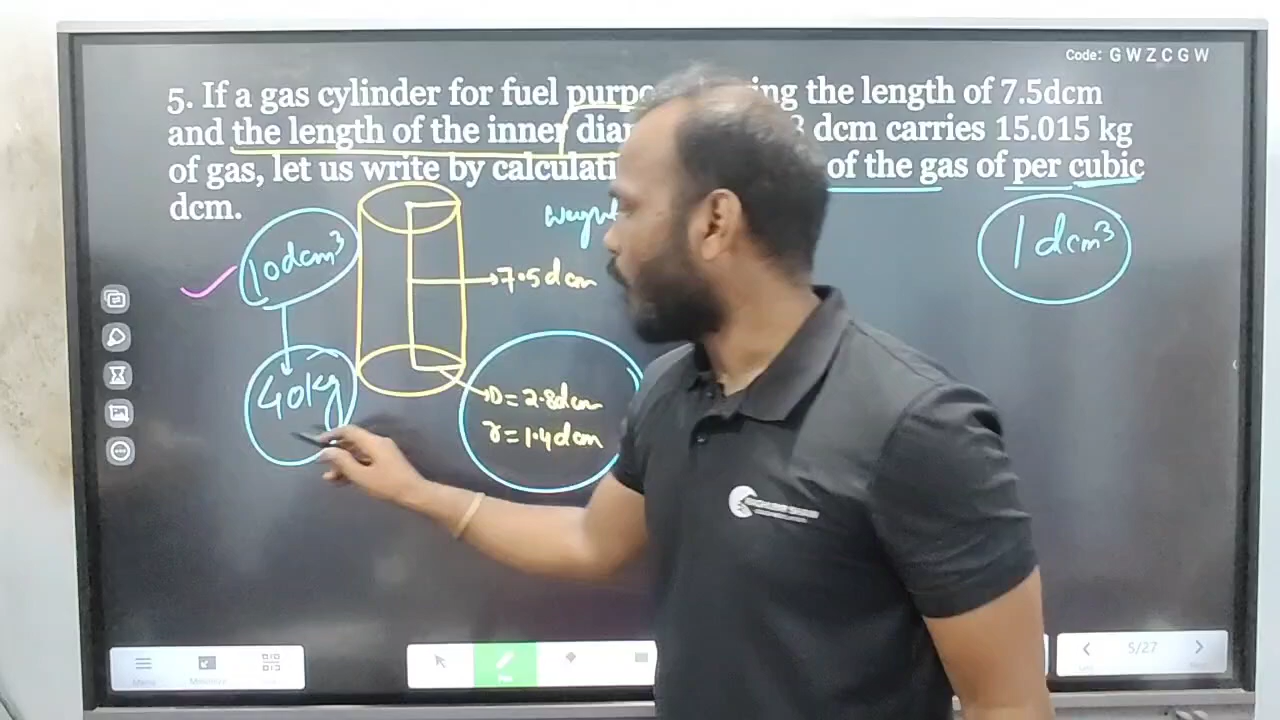 Code: GWZCGW
5. If a gas cylinder for fuel purpo ing the length of 7.5dcm
and the length of the inner dia dcm carries 15.015 kg
of gas, let us write by calculati of the gas of per cubic
dcm.
10dcm³
weight
1dcm³
7.5dcm
40kg
D=2.8dcm
r=1.4dcm
5/27